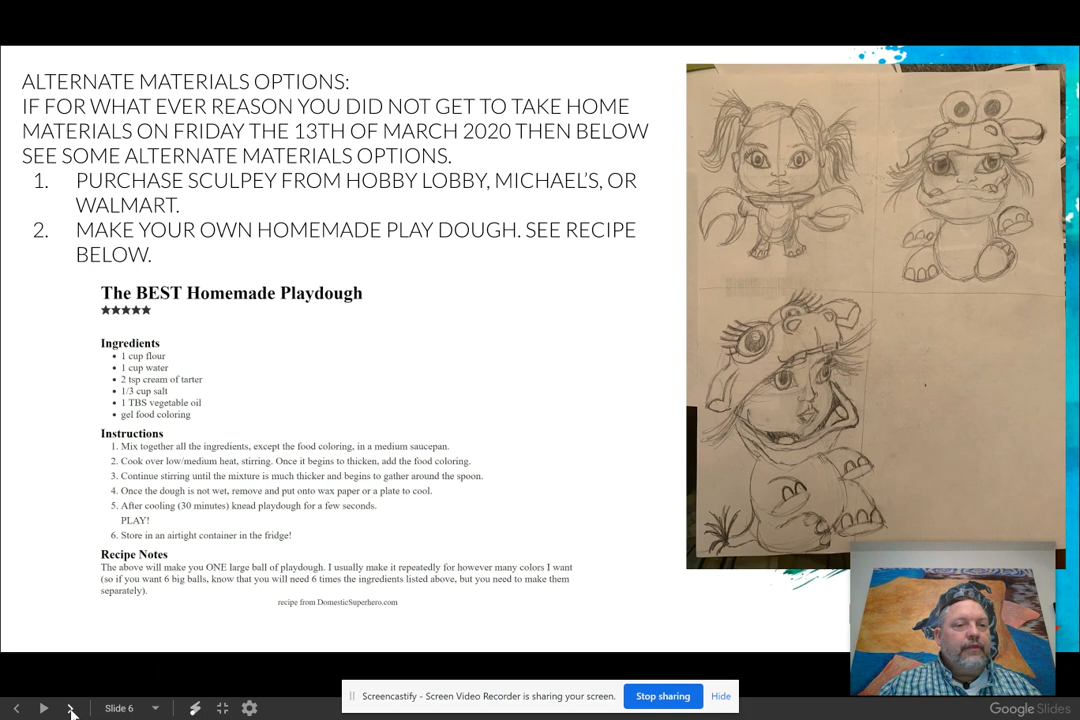 ALTERNATE MATERIALS OPTIONS:
IF FOR WHAT EVER REASON YOU DID NOT GET TO TAKE HOME
MATERIALS ON FRIDAY THE 13TH OF MARCH 2020 THEN BELOW
SEE SOME ALTERNATE MATERIALS OPTIONS.
1. PURCHASE SCULPEY FROM HOBBY LOBBY, MICHAEL'S, OR
WALMART.
2. MAKE YOUR OWN HOMEMADE PLAY DOUGH. SEE RECIPE
BELOW.
The BEST Homemade Playdough
★★★★★
Ingredients
• 1 cup flour
• 1 cup water
• 2 tsp cream of tarter
• 1/3 cup salt
• 1 TBS vegetable oil
• gel food coloring
Instructions
1. Mix together all the ingredients, except the food coloring, in a medium saucepan.
2. Cook over low/medium heat, stirring. Once it begins to thicken, add the food coloring.
3. Continue stirring until the mixture is much thicker and begins to gather around the spoon.
4. Once the dough is not wet, remove and put onto wax paper or a plate to cool.
5. After cooling (30 minutes) knead playdough for a few seconds.
PLAY!
6. Store in an airtight container in the fridge!
Recipe Notes
The above will make you ONE large ball of playdough. I usually make it repeatedly for however many colors I want
(so if you want 6 big balls, know that you will need 6 times the ingredients listed above, but you need to make them
separately).
recipe from DomesticSuperhero.com
Screencastify - Screen Video Recorder is sharing your screen.
Stop sharing
Hide
Slide 6
Google Slides